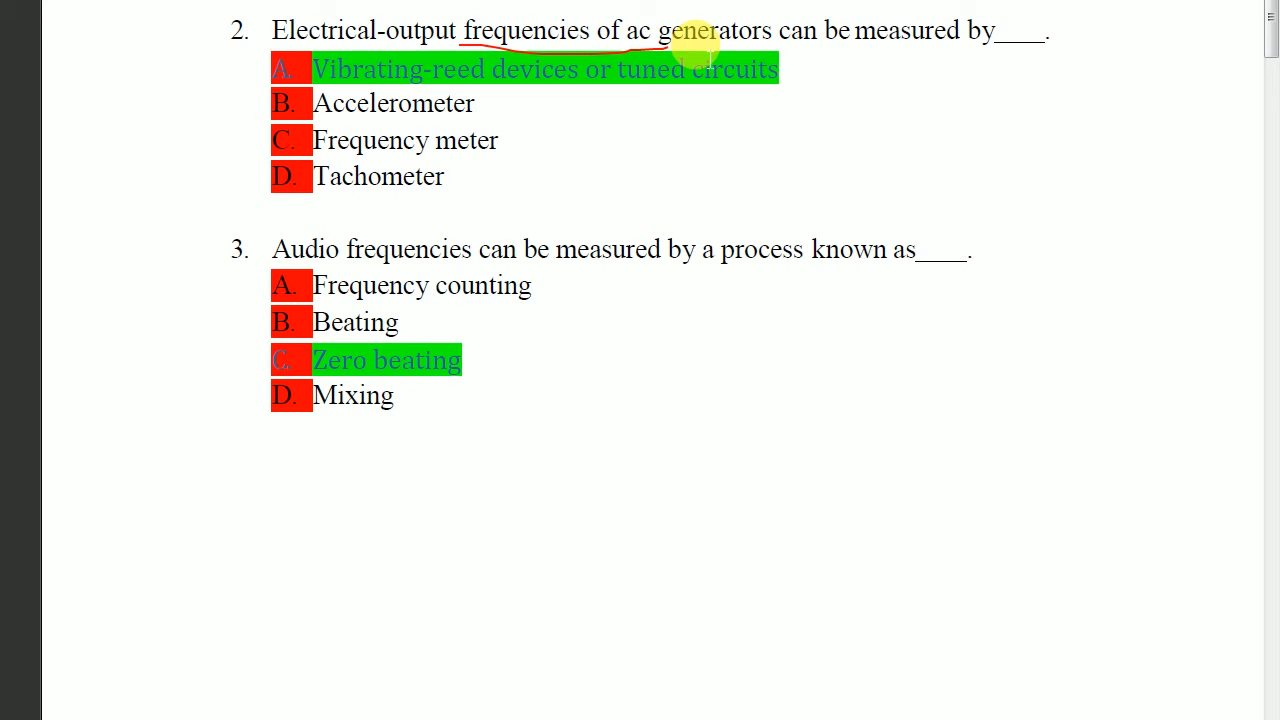 2. Electrical-output frequencies of ac generators can be measured by____.
A. Vibrating-reed devices or tuned circuits
B. Accelerometer
C. Frequency meter
D. Tachometer
3. Audio frequencies can be measured by a process known as____.
A. Frequency counting
B. Beating
C. Zero beating
D. Mixing